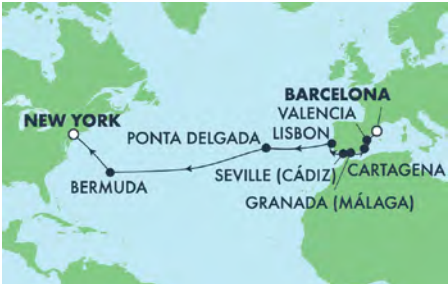 BARCELONA
VALENCIA
NEW YORK
PONTA DELGADA
LISBON
BERMUDA
SEVILLE (CÁDIZ)
CARTAGENA
GRANADA (MÁLAGA)